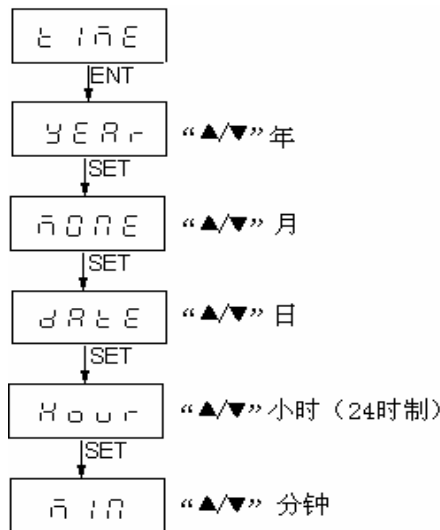 tIME
ENT
YEAr “▲/▼” 年
SET
MONE “▲/▼” 月
SET
dAtE “▲/▼” 日
SET
Hour “▲/▼” 小时（24时制）
SET
MIN “▲/▼” 分钟